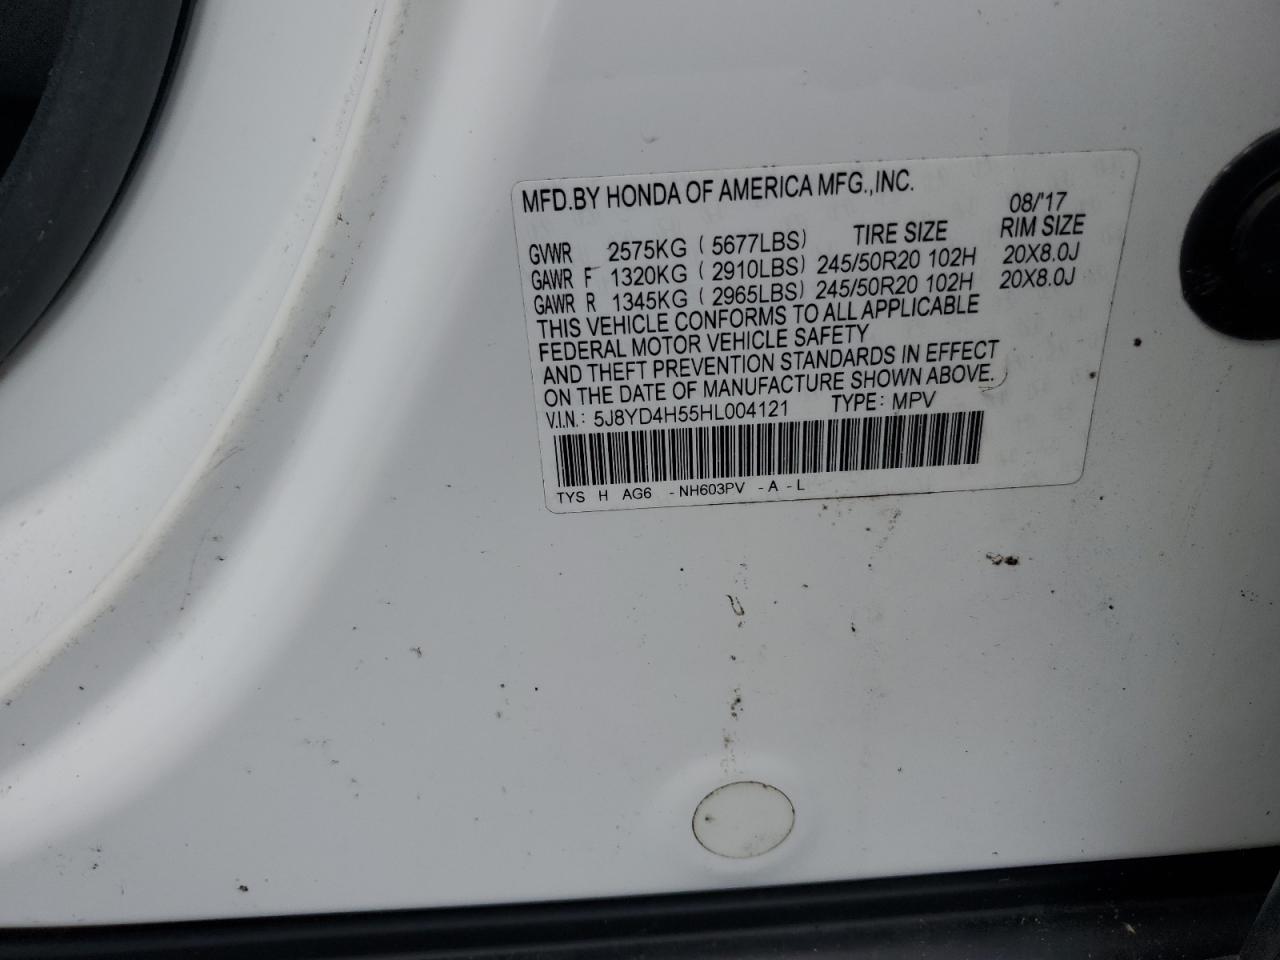 MFD.BY HONDA OF AMERICA MFG.,INC.
08/'17
GVWR 2575KG ( 5677LBS) TIRE SIZE RIM SIZE
GAWR F 1320KG ( 2910LBS) 245/50R20 102H 20X8.0J
GAWR R 1345KG ( 2965LBS) 245/50R20 102H 20X8.0J
THIS VEHICLE CONFORMS TO ALL APPLICABLE
FEDERAL MOTOR VEHICLE SAFETY
AND THEFT PREVENTION STANDARDS IN EFFECT
ON THE DATE OF MANUFACTURE SHOWN ABOVE.
V.I.N.: 5J8YD4H55HL004121 TYPE: MPV
TYS H AG6 -NH603PV -A -L